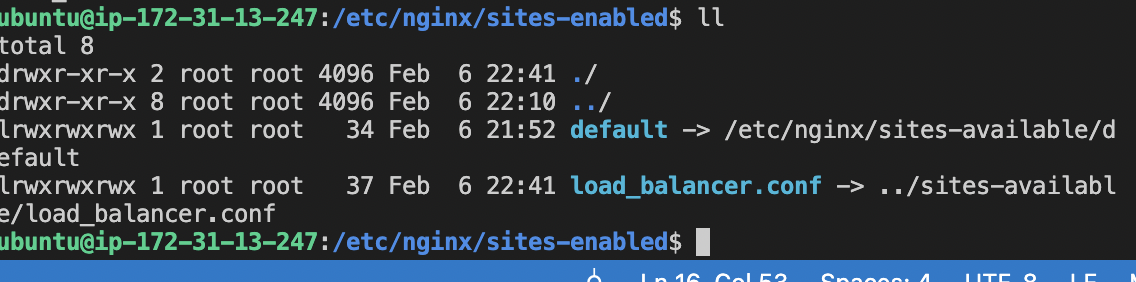 ubuntu@ip-172-31-13-247:/etc/nginx/sites-enabled$ ll
total 8
drwxr-xr-x 2 root root 4096 Feb  6 22:41 ./
drwxr-xr-x 8 root root 4096 Feb  6 22:10 ../
lrwxrwxrwx 1 root root   34 Feb  6 21:52 default -> /etc/nginx/sites-available/d
efault
lrwxrwxrwx 1 root root   37 Feb  6 22:41 load_balancer.conf -> ../sites-availabl
e/load_balancer.conf
ubuntu@ip-172-31-13-247:/etc/nginx/sites-enabled$
Ln 16, Col 53 Spaces: 4 UTF-8 LF